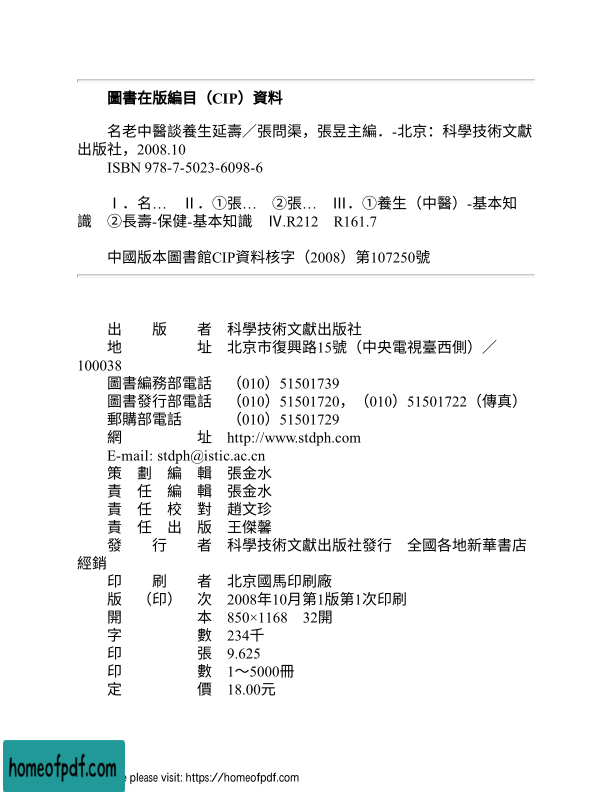 圖書在版編目（CIP）資料
名老中醫談養生延壽／張問渠，張昱主編．-北京：科學技術文獻
出版社，2008.10
ISBN 978-7-5023-6098-6
Ⅰ．名…　Ⅱ．①張…　②張…　Ⅲ．①養生（中醫）-基本知
識　②長壽-保健-基本知識　Ⅳ.R212　R161.7
中國版本圖書館CIP資料核字（2008）第107250號
出　　版　　者　科學技術文獻出版社
地　　　　　址　北京市復興路15號（中央電視臺西側）／
100038
圖書編務部電話　（010）51501739
圖書發行部電話　（010）51501720，（010）51501722（傳真）
郵購部電話　　　（010）51501729
網　　　　　址　http://www.stdph.com
E-mail: stdph@istic.ac.cn
策　劃　編　輯　張金水
責　任　編　輯　張金水
責　任　校　對　趙文珍
責　任　出　版　王傑馨
發　　行　　者　科學技術文獻出版社發行　全國各地新華書店
經銷
印　　刷　　者　北京國馬印刷廠
版　（印）　次　2008年10月第1版第1次印刷
開　　　　　本　850×1168　32開
字　　　　　數　234千
印　　　　　張　9.625
印　　　　　數　1～5000冊
定　　　　　價　18.00元
homeofpdf.com
please visit: https://homeofpdf.com